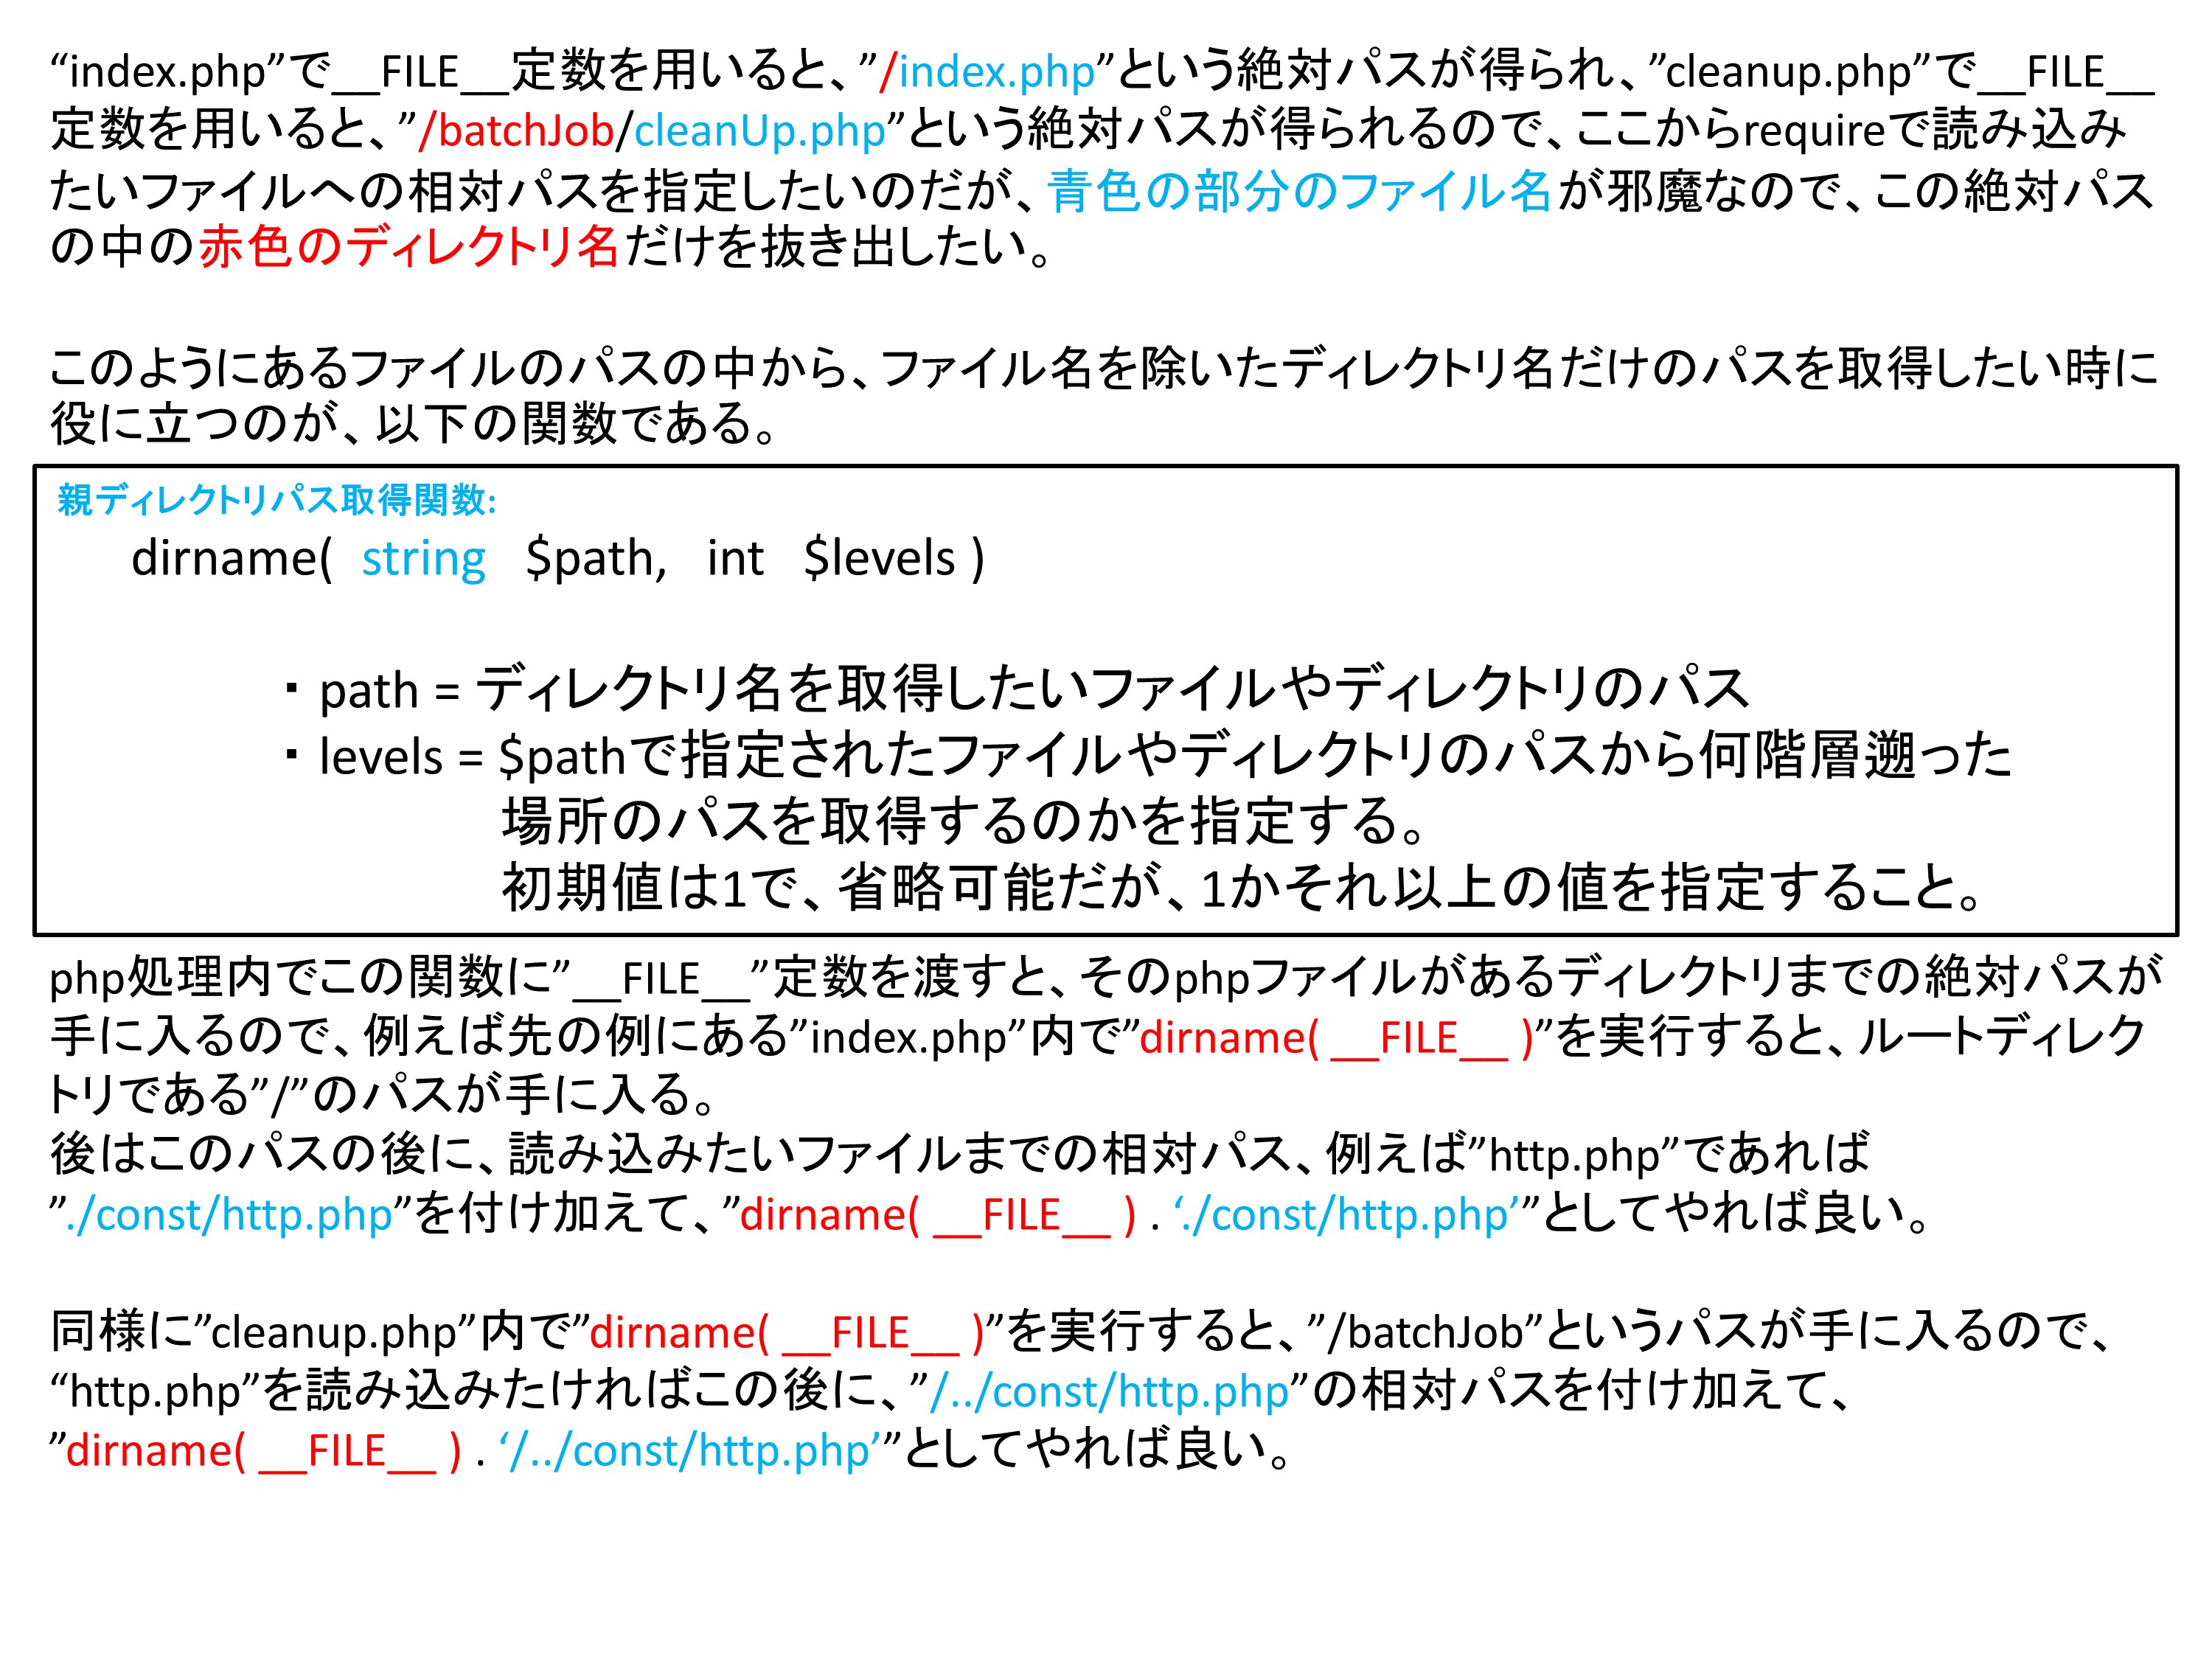 “index.php”で__FILE__定数を用いると、”/index.php”という絶対パスが得られ、”cleanup.php”で__FILE__
定数を用いると、”/batchJob/cleanUp.php”という絶対パスが得られるので、ここからrequireで読み込み
たいファイルへの相対パスを指定したいのだが、青色の部分のファイル名が邪魔なので、この絶対パス
の中の赤色のディレクトリ名だけを抜き出したい。
このようにあるファイルのパスの中から、ファイル名を除いたディレクトリ名だけのパスを取得したい時に
役に立つのが、以下の関数である。
親ディレクトリパス取得関数:
dirname( string $path, int $levels )
・path = ディレクトリ名を取得したいファイルやディレクトリのパス
・levels = $pathで指定されたファイルやディレクトリのパスから何階層遡った
場所のパスを取得するのかを指定する。
初期値は1で、省略可能だが、1かそれ以上の値を指定すること。
php処理内でこの関数に”__FILE__”定数を渡すと、そのphpファイルがあるディレクトリまでの絶対パスが
手に入るので、例えば先の例にある”index.php”内で”dirname( __FILE__ )”を実行すると、ルートディレク
トリである”/”のパスが手に入る。
後はこのパスの後に、読み込みたいファイルまでの相対パス、例えば”http.php”であれば
”./const/http.php”を付け加えて、”dirname( __FILE__ ) . ‘./const/http.php’”としてやれば良い。
同様に”cleanup.php”内で”dirname( __FILE__ )”を実行すると、”/batchJob”というパスが手に入るので、
“http.php”を読み込みたければこの後に、”/../const/http.php”の相対パスを付け加えて、
”dirname( __FILE__ ) . ‘/../const/http.php’”としてやれば良い。